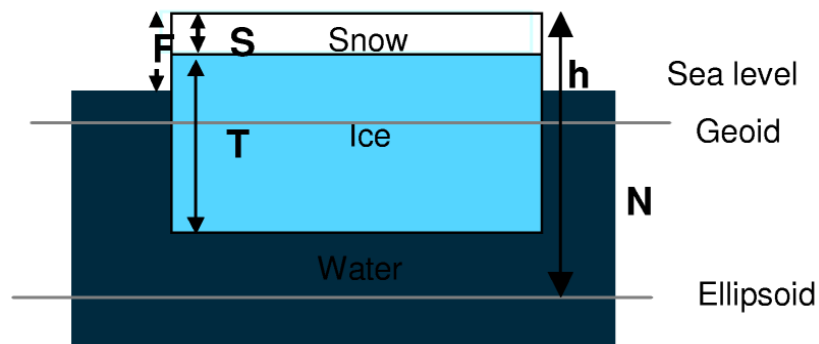 F
S
Snow
h
Sea level
Geoid
T
Ice
N
Water
Ellipsoid